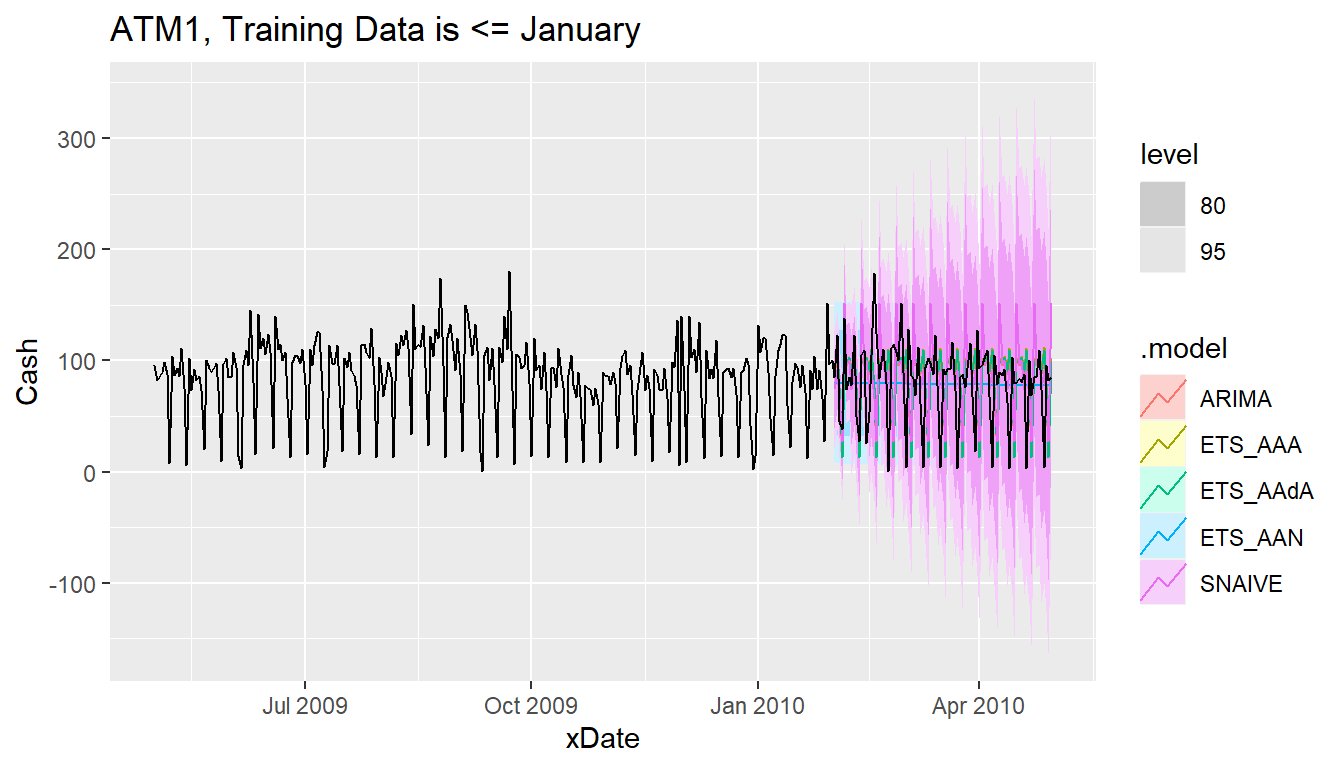 ATM1, Training Data is <= January
Cash
300
200
100
0
-100
Jul 2009
Oct 2009
Jan 2010
Apr 2010
xDate
level
80
95
.model
ARIMA
ETS_AAA
ETS_AAdA
ETS_AAN
SNAIVE